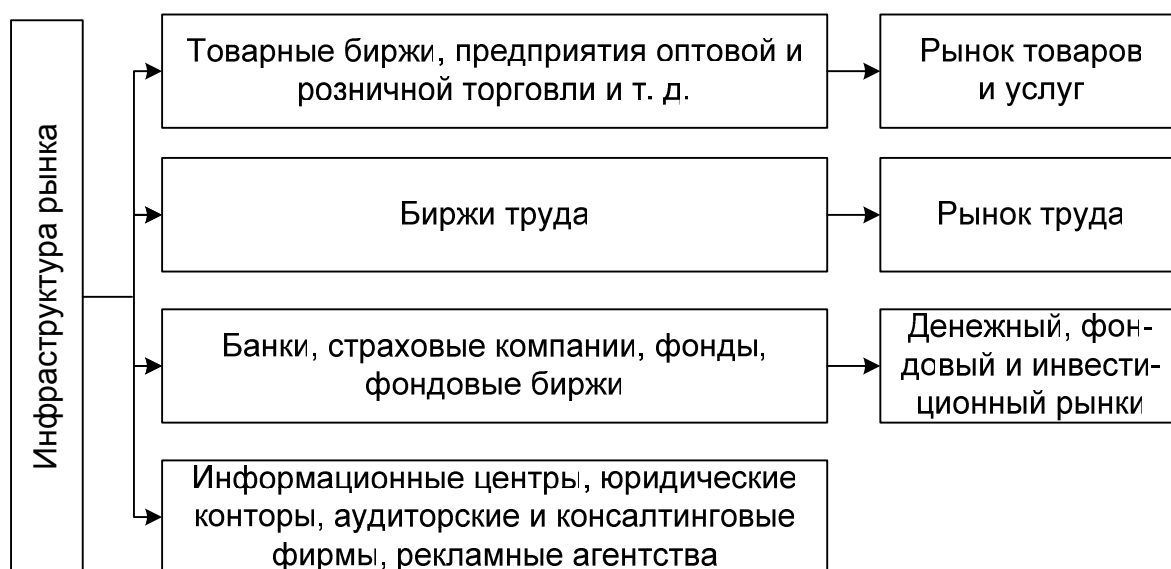 Инфраструктура рынка
Товарные биржи, предприятия оптовой и
розничной торговли и т. д.
Рынок товаров
и услуг
Биржи труда
Рынок труда
Банки, страховые компании, фонды,
фондовые биржи
Денежный, фон-
довый и инвести-
ционный рынки
Информационные центры, юридические
конторы, аудиторские и консалтинговые
фирмы, рекламные агентства